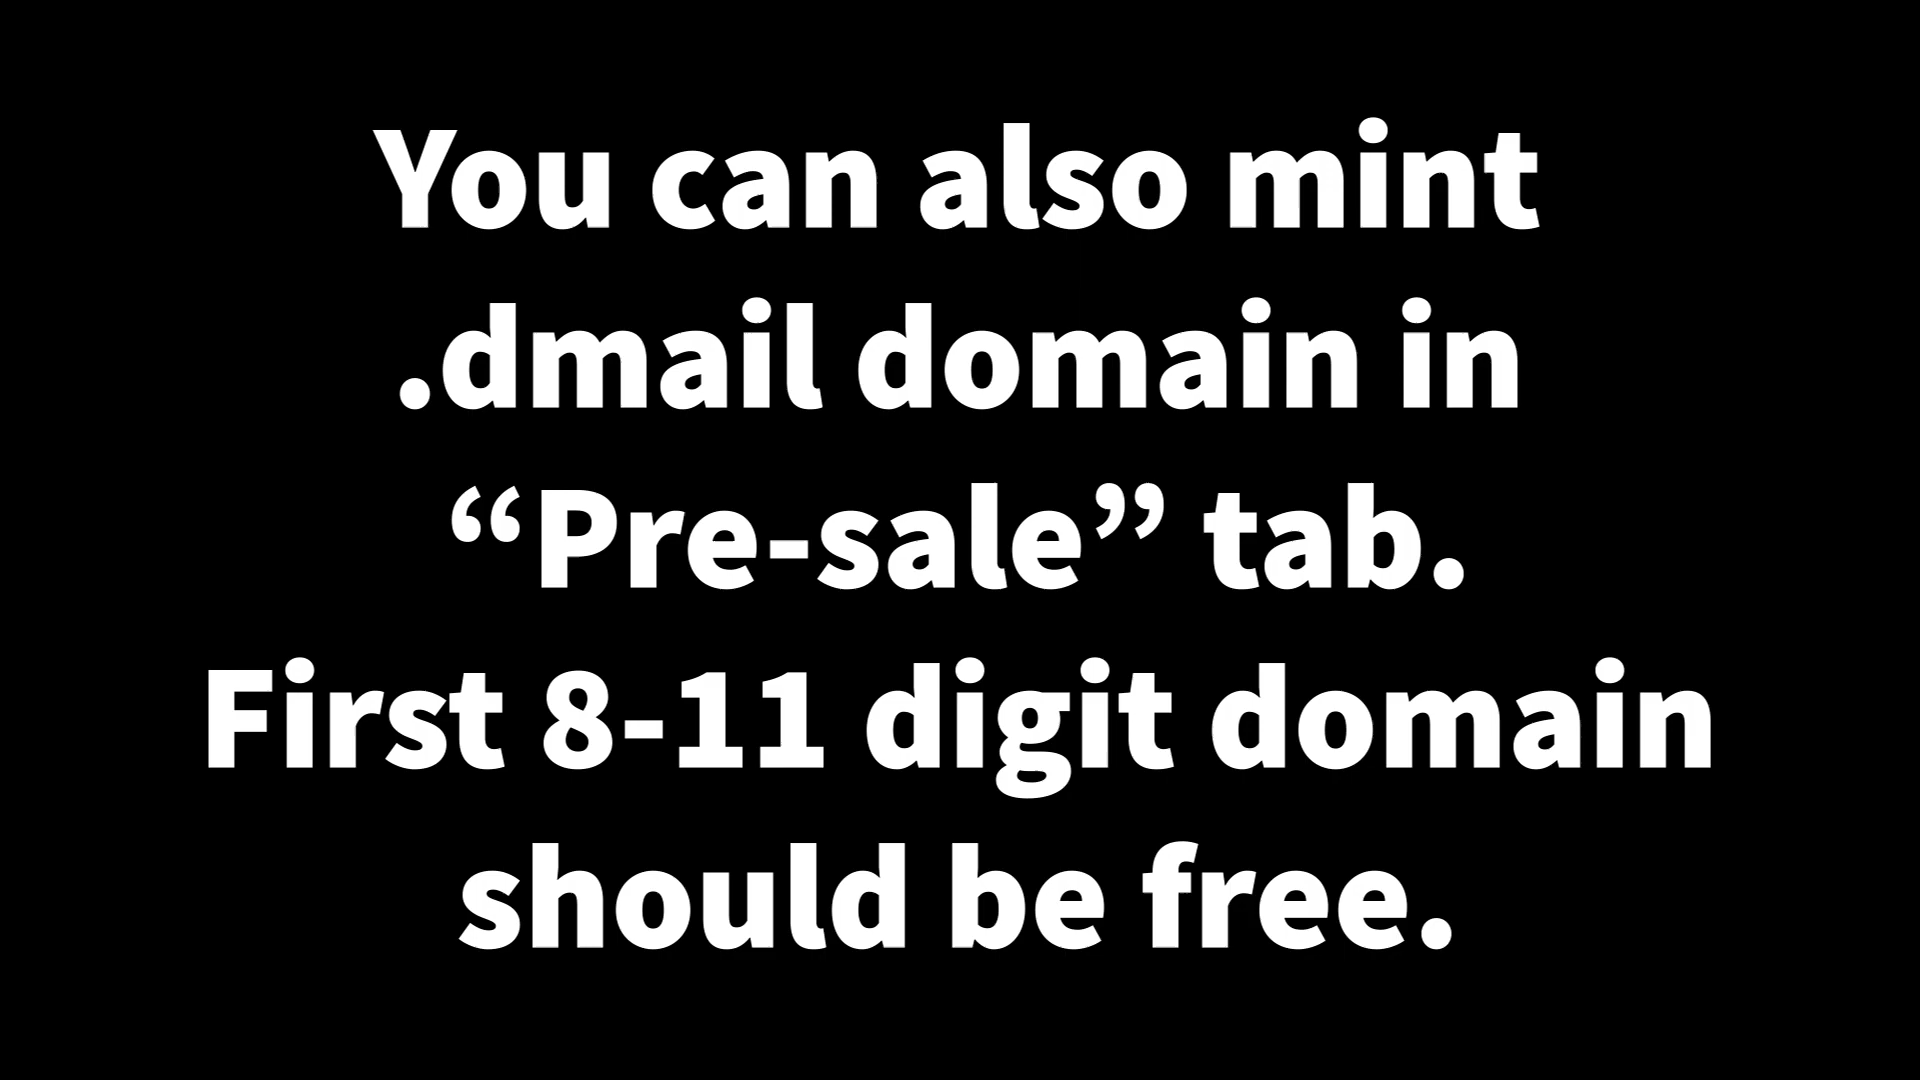 You can also mint
.dmail domain in
“Pre-sale” tab.
First 8-11 digit domain
should be free.